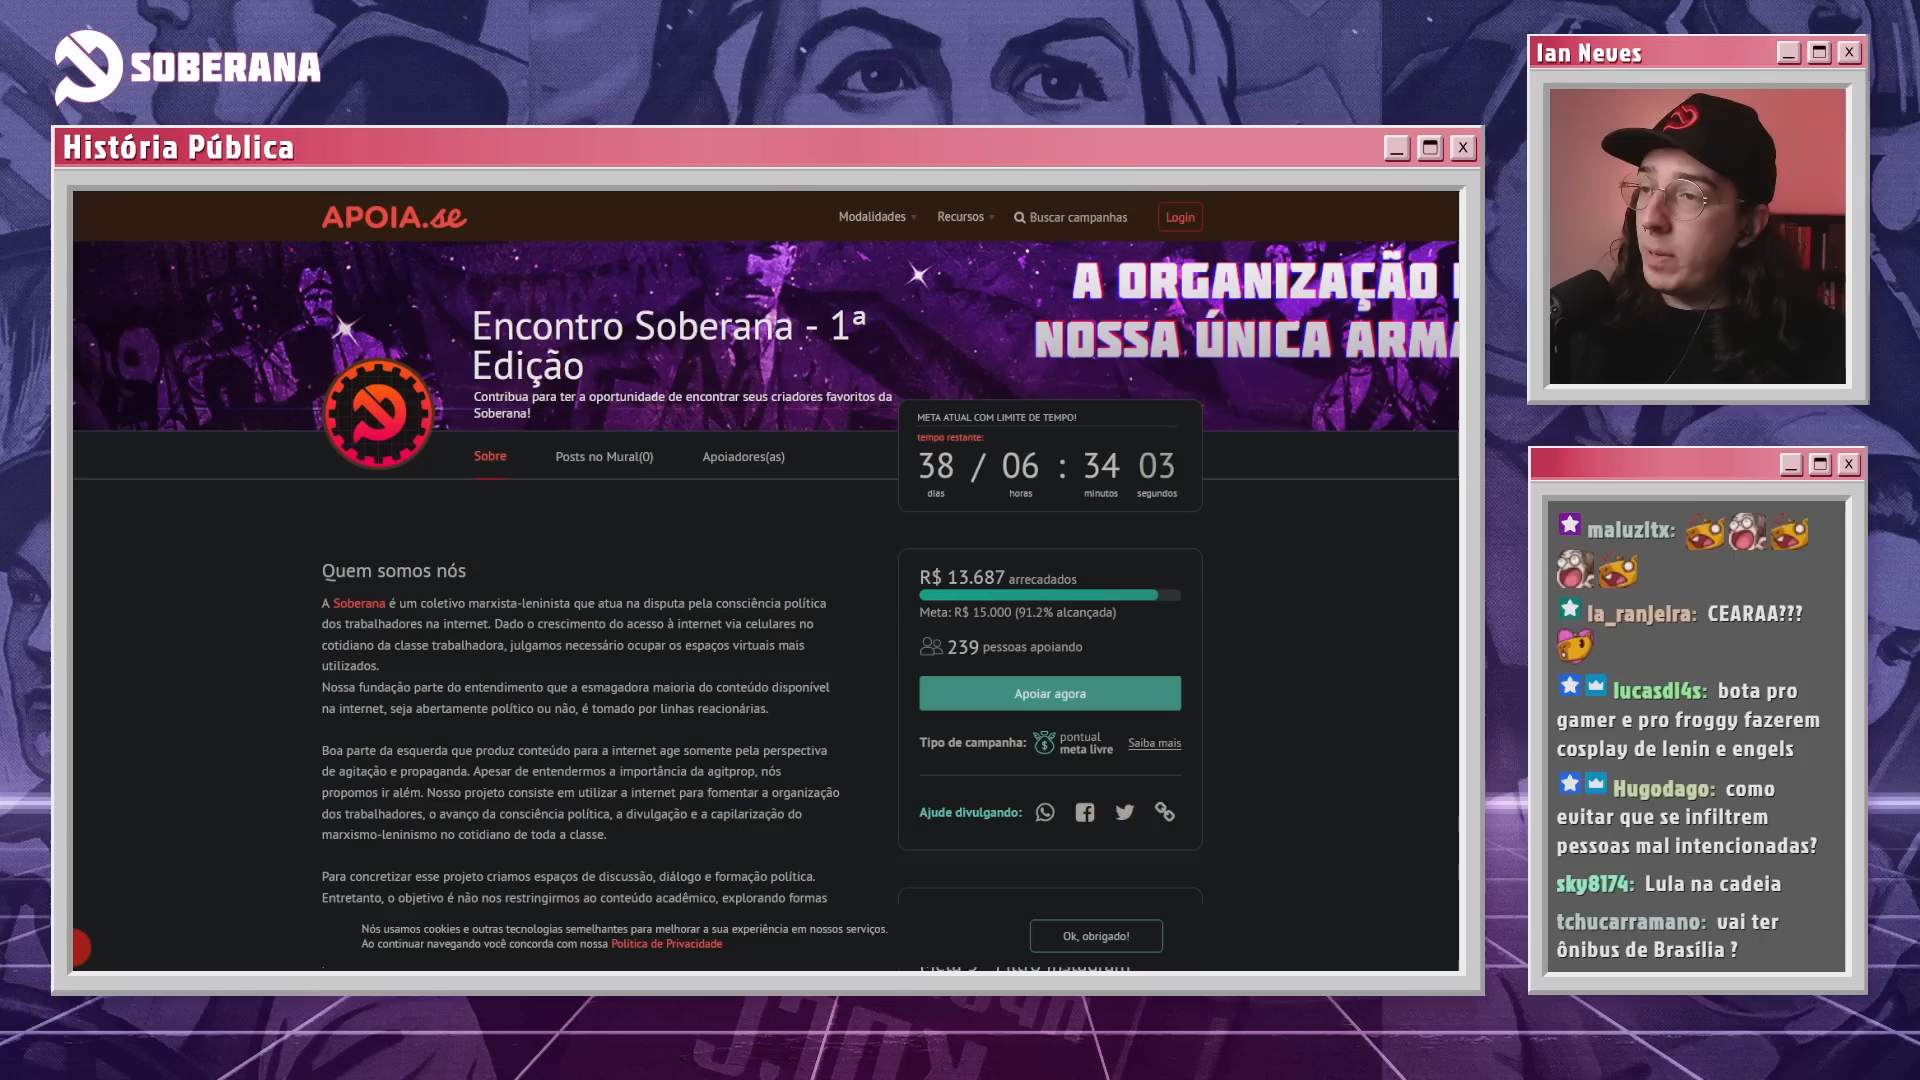 SOBERANA
História Pública
APOIA.se
Modalidades
Recursos
Buscar campanhas
Login
A ORGANIZAÇÃO
NOSSA ÚNICA ARMA
Encontro Soberana - 1ª
Edição
Contribua para ter a oportunidade de encontrar seus criadores favoritos da
Soberana!
Sobre
Posts no Mural(0)
Apoiadores(as)
META ATUAL COM LIMITE DE TEMPO!
tempo restante:
38 / 06 : 34 03
dias horas minutos segundos
Quem somos nós
A Soberana é um coletivo marxista-leninista que atua na disputa pela consciência política
dos trabalhadores na internet. Dado o crescimento do acesso à internet via celulares no
cotidiano da classe trabalhadora, julgamos necessário ocupar os espaços virtuais mais
utilizados.
Nossa fundação parte do entendimento que a esmagadora maioria do conteúdo disponível
na internet, seja abertamente político ou não, é tomado por linhas reacionárias.
Boa parte da esquerda que produz conteúdo para a internet age somente pela perspectiva
de agitação e propaganda. Apesar de entendermos a importância da agitprop, nós
propomos ir além. Nosso projeto consiste em utilizar a internet para fomentar a organização
dos trabalhadores, o avanço da consciência política, a divulgação e a capilarização do
marxismo-leninismo no cotidiano de toda a classe.
Para concretizar esse projeto criamos espaços de discussão, diálogo e formação política.
Entretanto, o objetivo é não nos restringirmos ao conteúdo acadêmico, explorando formas
R$ 13.687 arrecadados
Meta: R$ 15.000 (91.2% alcançada)
239 pessoas apoiando
Apoiar agora
Tipo de campanha:
pontual
meta livre
Saiba mais
Ajude divulgando:
Nós usamos cookies e outras tecnologias semelhantes para melhorar a sua experiência em nossos serviços.
Ao continuar navegando você concorda com nossa Política de Privacidade
Ok, obrigado!
Ian Neves
maluzitx:
la_ranjeira: CEARAA???
lucasdl4s: bota pro
gamer e pro froggy fazerem
cosplay de lenin e engels
Hugodago: como
evitar que se infiltrem
pessoas mal intencionadas?
sky8174: Lula na cadeia
tchucarramano: vai ter
ônibus de Brasília ?